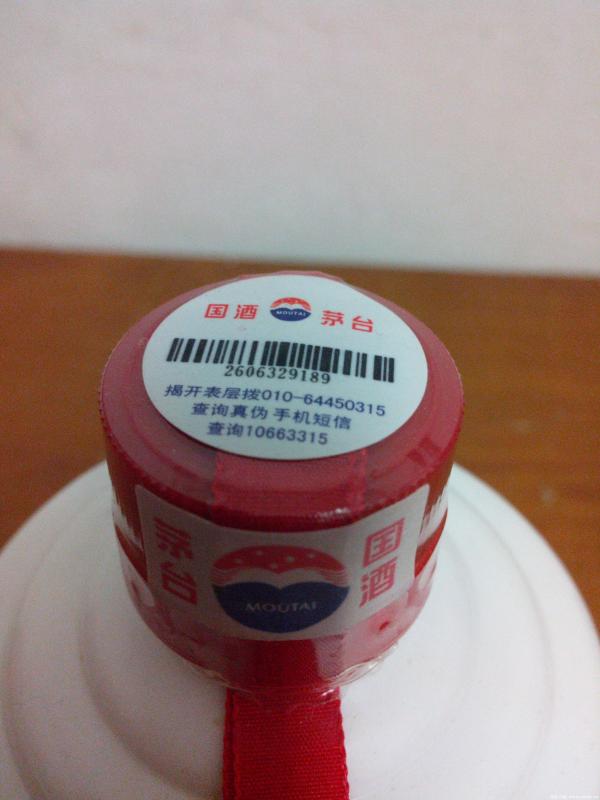 国酒 MOUTAI 茅台
2606329189
揭开表层拨010-64450315
查询真伪 手机短信
查询10663315
茅台 MOUTAI 国酒